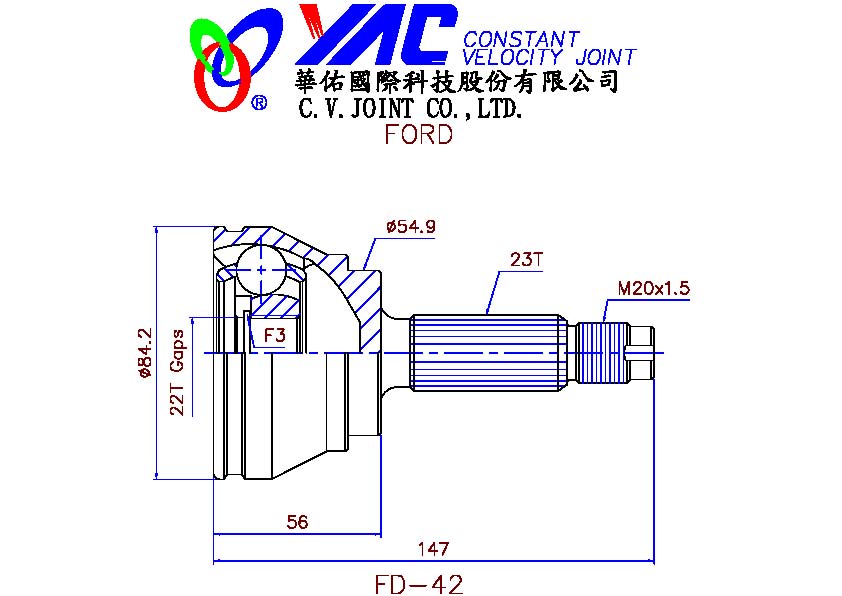 YAC CONSTANT
VELOCITY JOINT
®
華佑國際科技股份有限公司
C.V.JOINT CO.,LTD.
FORD
ø54.9
23T
M20x1.5
F3
ø84.2
22T Gaps
56
147
FD-42